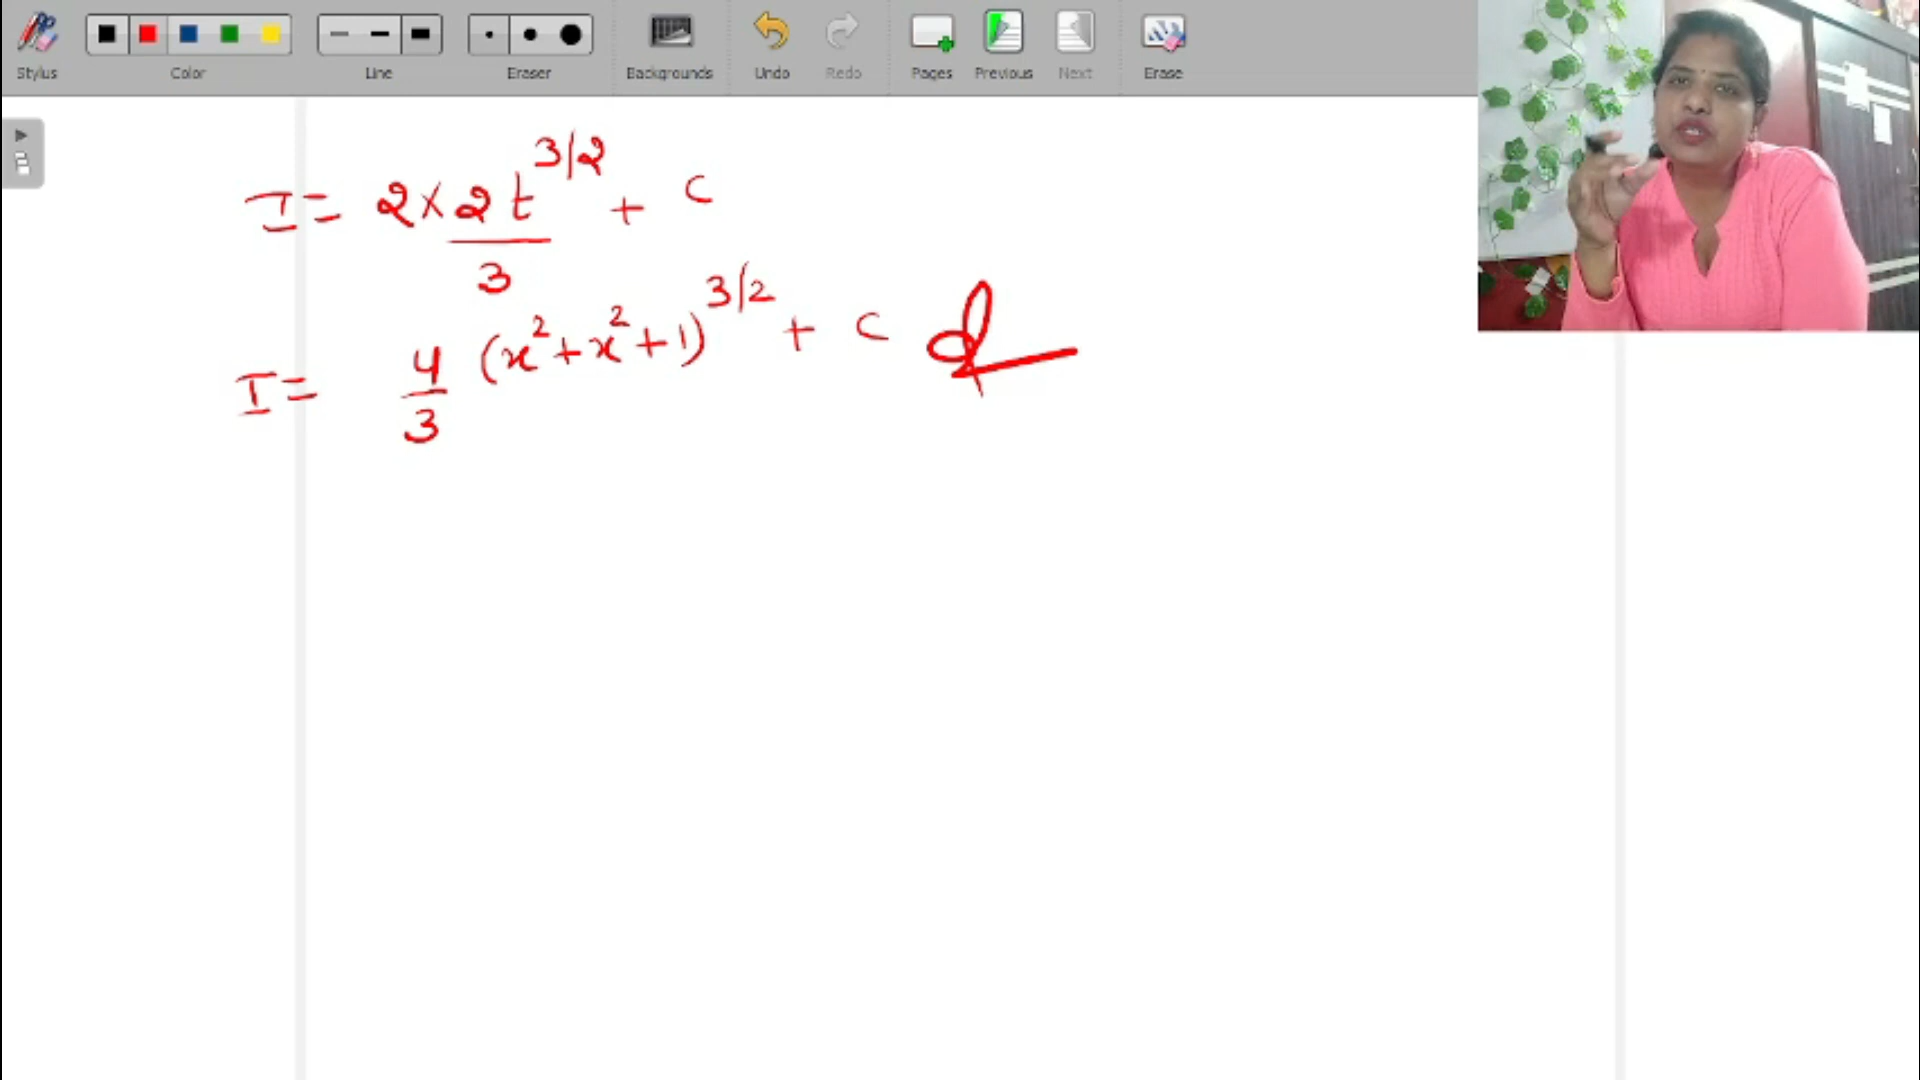 Stylus Color Line Eraser Backgrounds Undo Redo Pages Previous Next Erase
I = 2 × 2 t^3/2 / 3 + c
I = 4/3 (x² + x² + 1)^3/2 + c